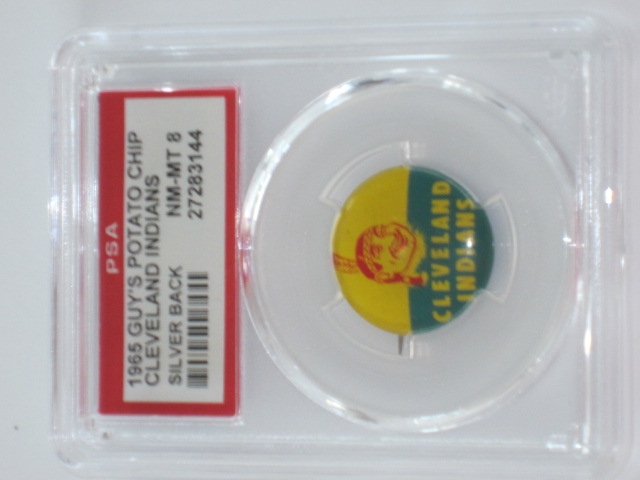 PSA
1965 GUY'S POTATO CHIP
CLEVELAND INDIANS
SILVER BACK NM-MT 8
27283144
CLEVELAND
INDIANS